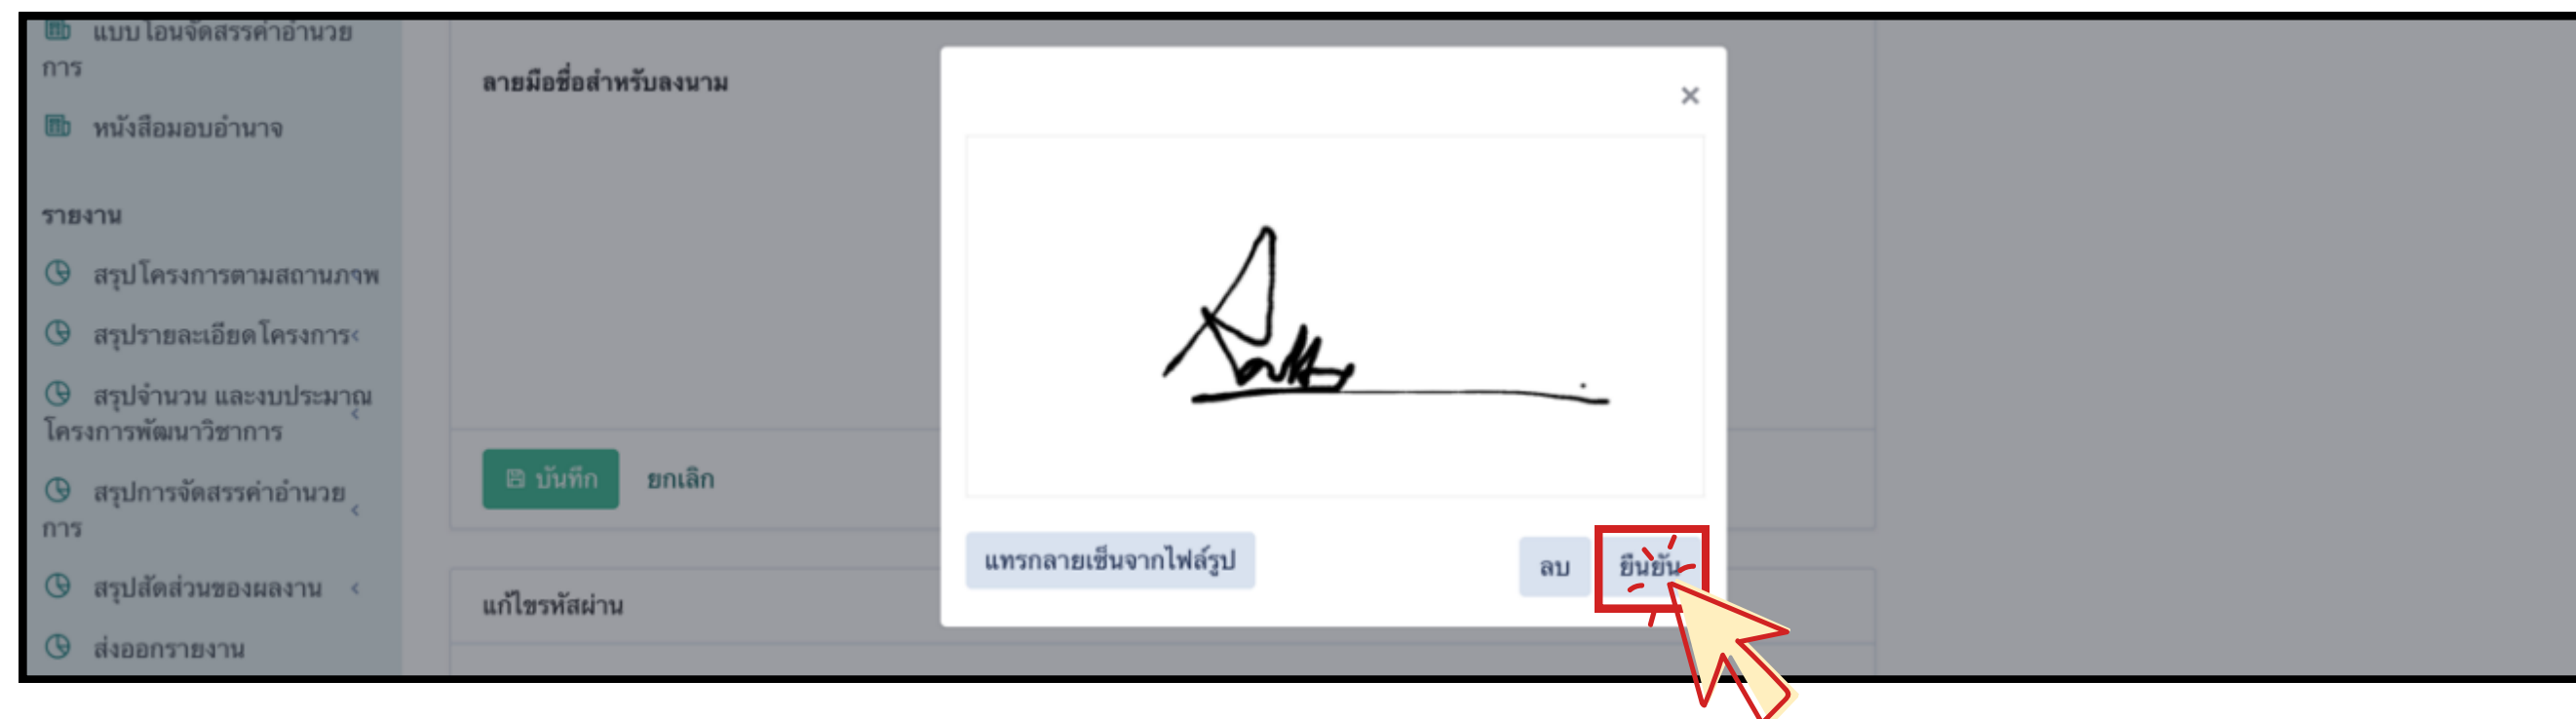 แบบโอนจัดสรรค่าอำนวย
การ
หนังสือมอบอำนาจ
รายงาน
สรุปโครงการตามสถานภาพ
สรุปรายละเอียดโครงการ
สรุปจำนวน และงบประมาณ
โครงการพัฒนาวิชาการ
สรุปการจัดสรรค่าอำนวย
การ
สรุปสัดส่วนของผลงาน
ส่งออกรายงาน
ลายมือชื่อสำหรับลงนาม
บันทึก ยกเลิก
แก้ไขรหัสผ่าน
×
แทรกลายเซ็นจากไฟล์รูป
ลบ ยืนยัน